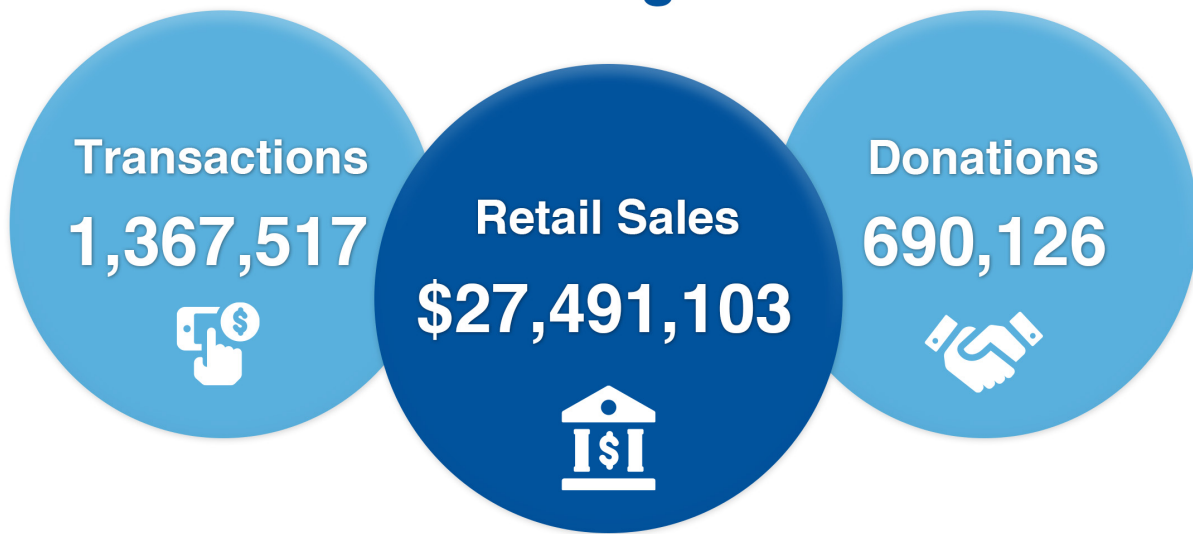 Transactions
1,367,517
Retail Sales
$27,491,103
Donations
690,126